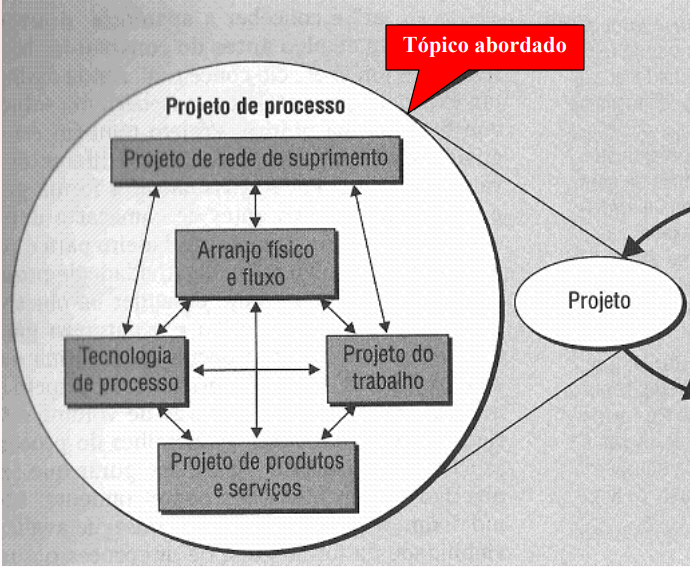 Tópico abordado
Projeto de processo
Projeto de rede de suprimento
Arranjo físico
e fluxo
Tecnologia
de processo
Projeto do
trabalho
Projeto de produtos
e serviços
Projeto